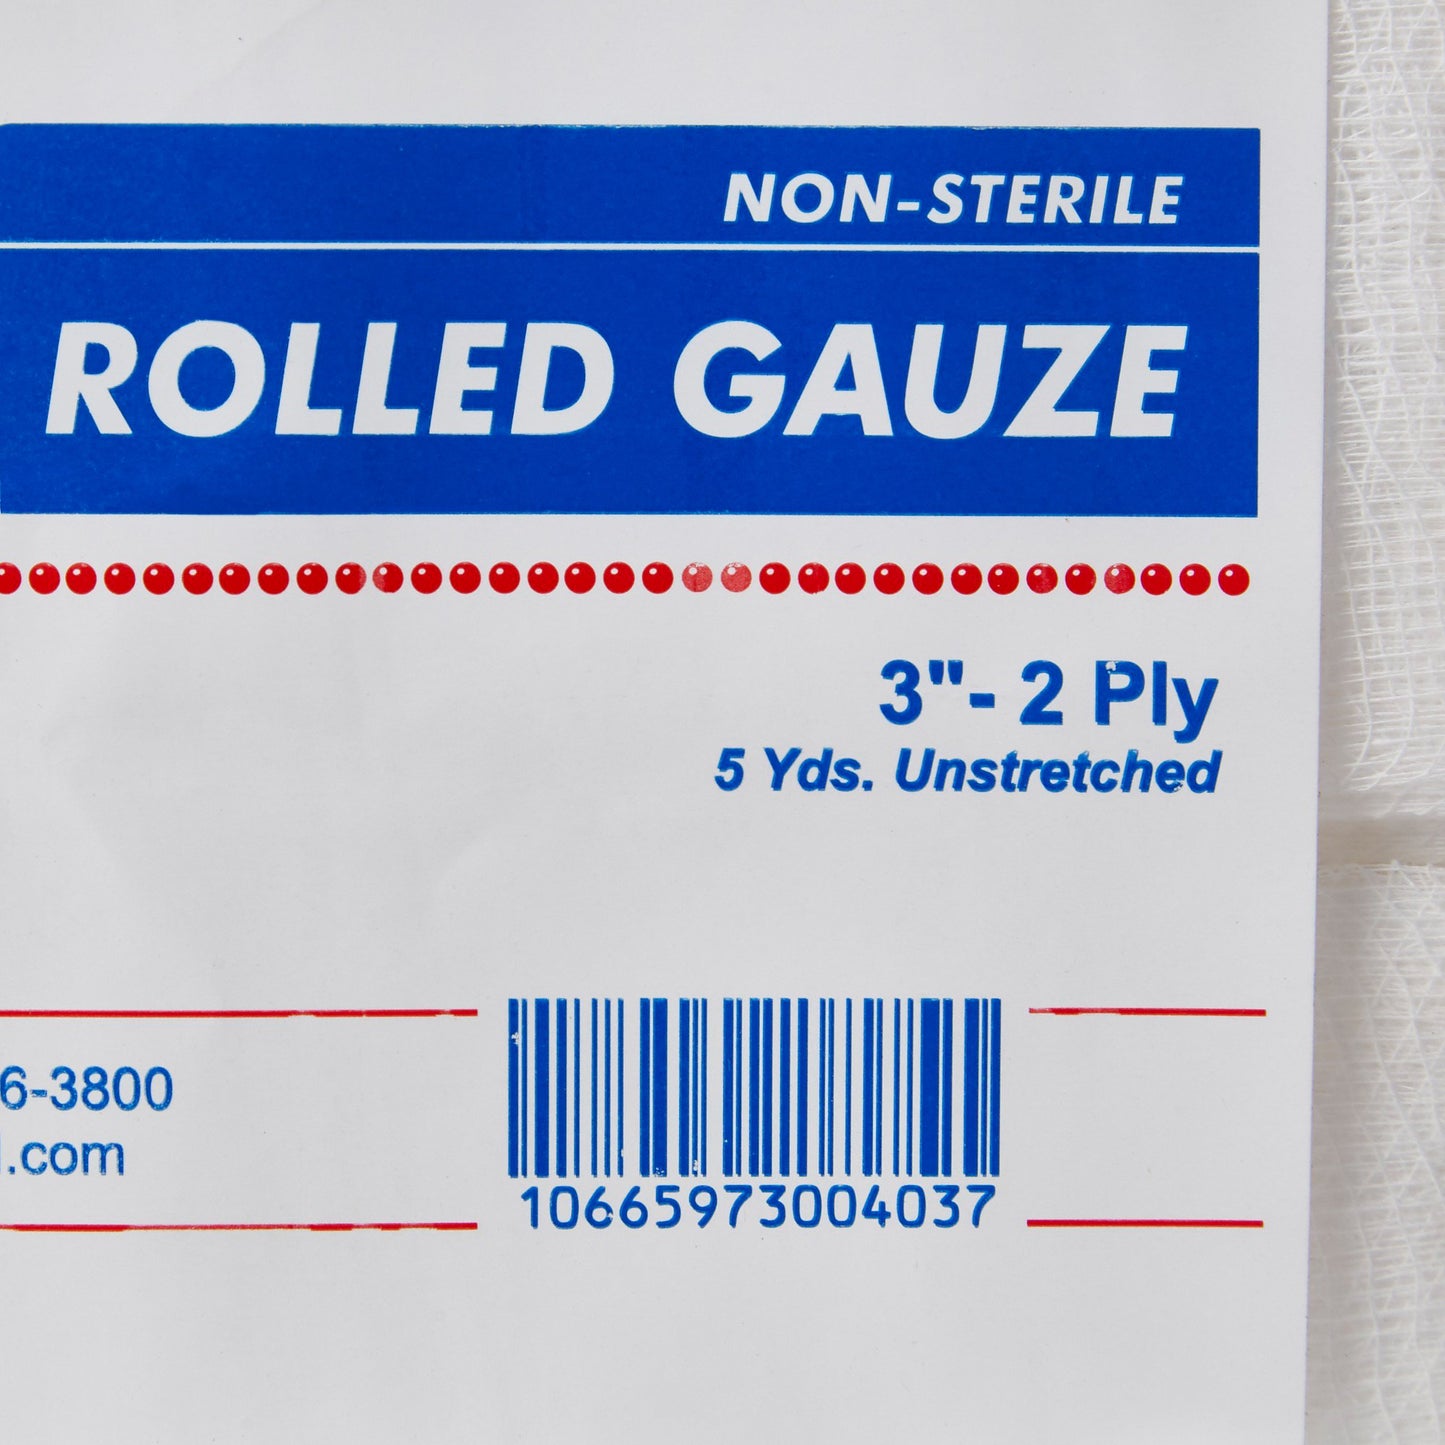 NON-STERILE
ROLLED GAUZE
3"- 2 Ply
5 Yds. Unstretched
6-3800
.com
10665973004037